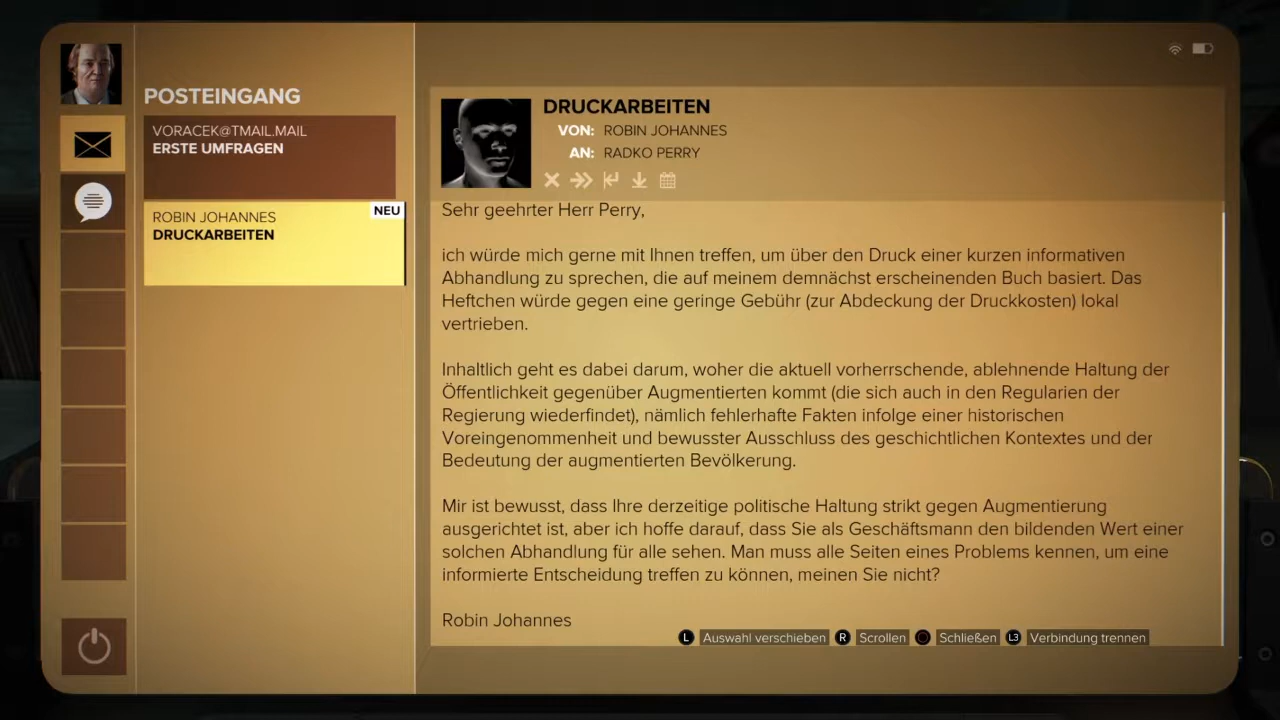 POSTEINGANG
VORACEK@TMAIL.MAIL
ERSTE UMFRAGEN
ROBIN JOHANNES
NEU
DRUCKARBEITEN
DRUCKARBEITEN
VON: ROBIN JOHANNES
AN: RADKO PERRY
Sehr geehrter Herr Perry,
ich würde mich gerne mit Ihnen treffen, um über den Druck einer kurzen informativen
Abhandlung zu sprechen, die auf meinem demnächst erscheinenden Buch basiert. Das
Heftchen würde gegen eine geringe Gebühr (zur Abdeckung der Druckkosten) lokal
vertrieben.
Inhaltlich geht es dabei darum, woher die aktuell vorherrschende, ablehnende Haltung der
Öffentlichkeit gegenüber Augmentierten kommt (die sich auch in den Regularien der
Regierung wiederfindet), nämlich fehlerhafte Fakten infolge einer historischen
Voreingenommenheit und bewusster Ausschluss des geschichtlichen Kontextes und der
Bedeutung der augmentierten Bevölkerung.
Mir ist bewusst, dass Ihre derzeitige politische Haltung strikt gegen Augmentierung
ausgerichtet ist, aber ich hoffe darauf, dass Sie als Geschäftsmann den bildenden Wert einer
solchen Abhandlung für alle sehen. Man muss alle Seiten eines Problems kennen, um eine
informierte Entscheidung treffen zu können, meinen Sie nicht?
Robin Johannes
L Auswahl verschieben R Scrollen Schließen L3 Verbindung trennen